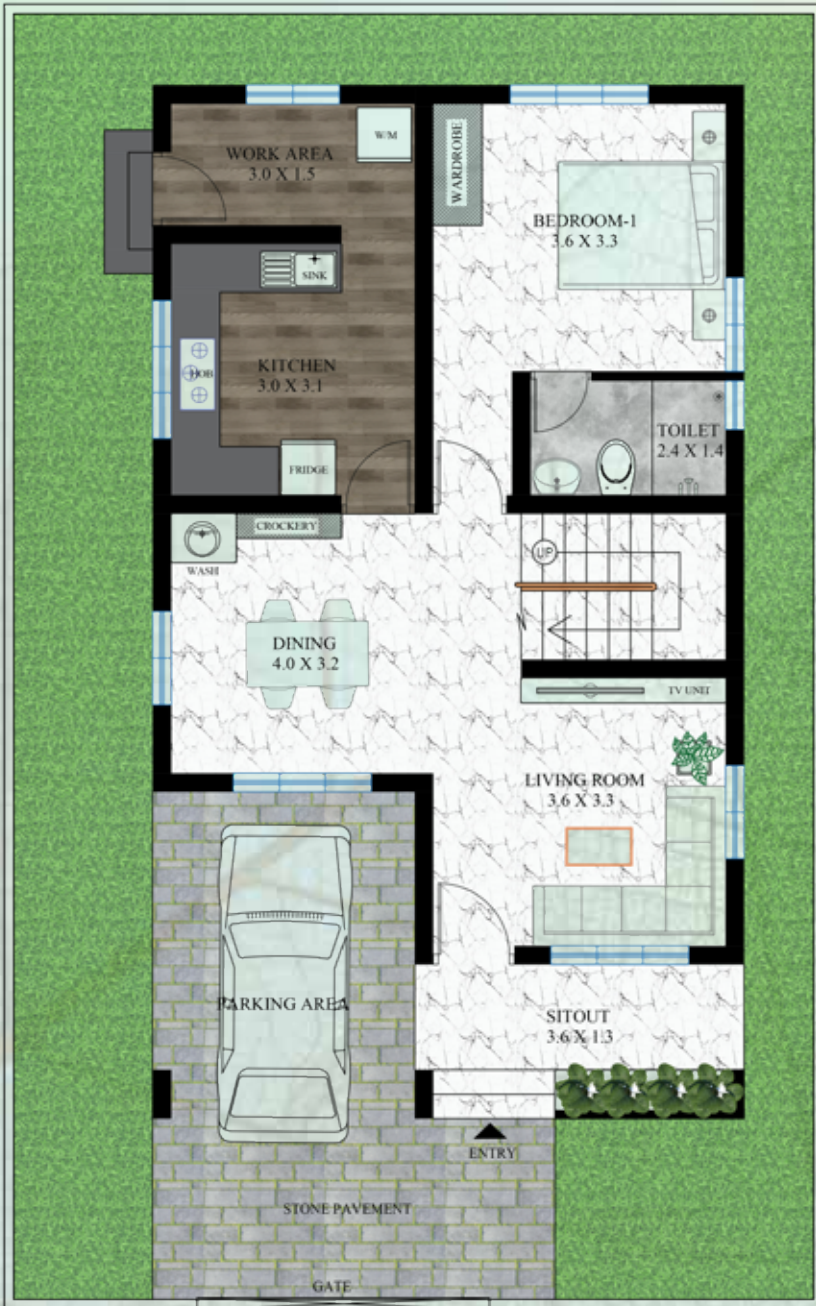 WORK AREA
3.0 X 1.5
W/M
WARDROBE
BEDROOM-1
3.6 X 3.3
SINK
HOB
KITCHEN
3.0 X 3.1
FRIDGE
TOILET
2.4 X 1.4
CROCKERY
WASH
UP
DINING
4.0 X 3.2
TV UNIT
LIVING ROOM
3.6 X 3.3
PARKING AREA
SITOUT
3.6 X 1.3
ENTRY
STONE PAVEMENT
GATE